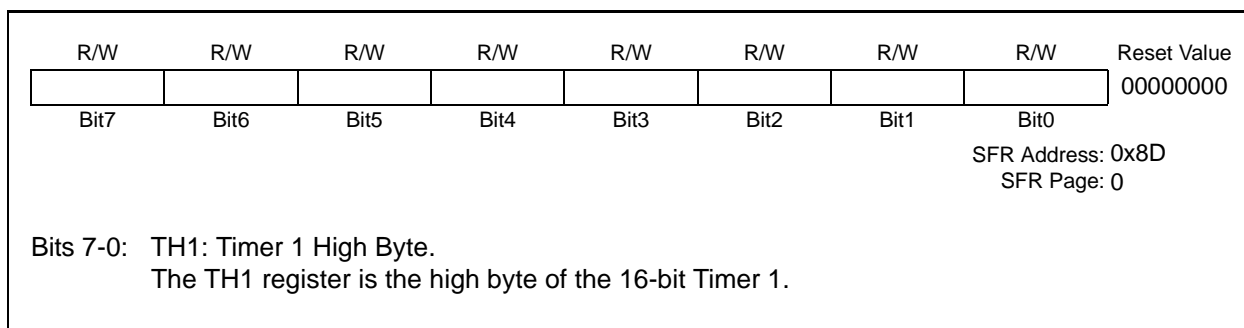 R/W R/W R/W R/W R/W R/W R/W R/W Reset Value
00000000
Bit7 Bit6 Bit5 Bit4 Bit3 Bit2 Bit1 Bit0
SFR Address: 0x8D
SFR Page: 0
Bits 7-0: TH1: Timer 1 High Byte.
The TH1 register is the high byte of the 16-bit Timer 1.